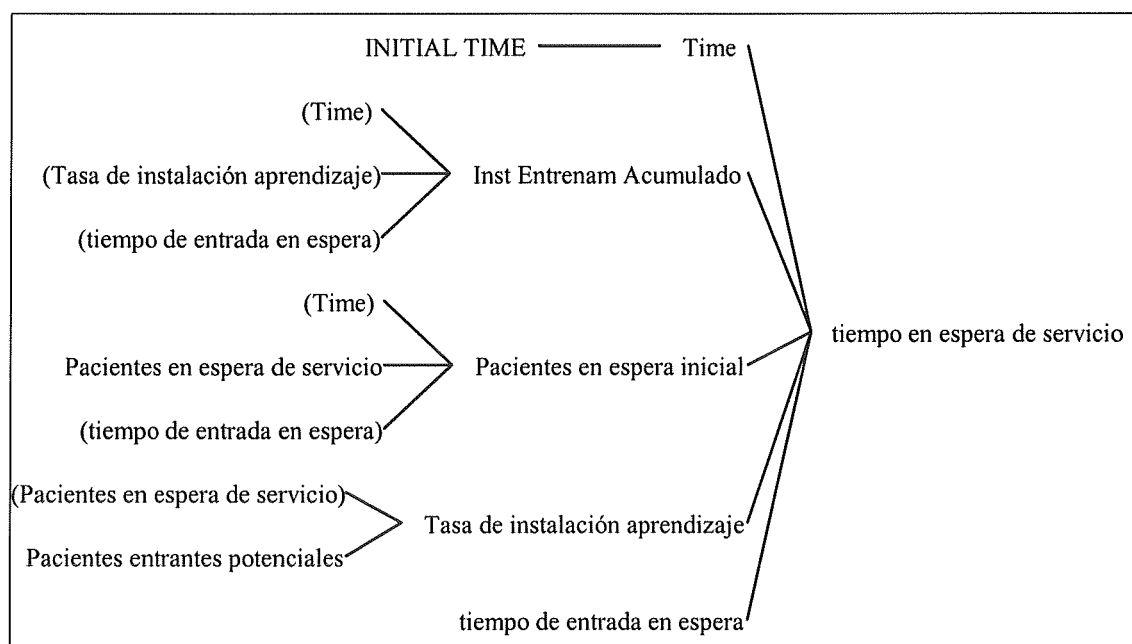 INITIAL TIME Time
(Time)
(Tasa de instalación aprendizaje) Inst Entrenam Acumulado
(tiempo de entrada en espera)
(Time)
tiempo en espera de servicio
Pacientes en espera de servicio Pacientes en espera inicial
(tiempo de entrada en espera)
(Pacientes en espera de servicio)
Tasa de instalación aprendizaje
Pacientes entrantes potenciales
tiempo de entrada en espera